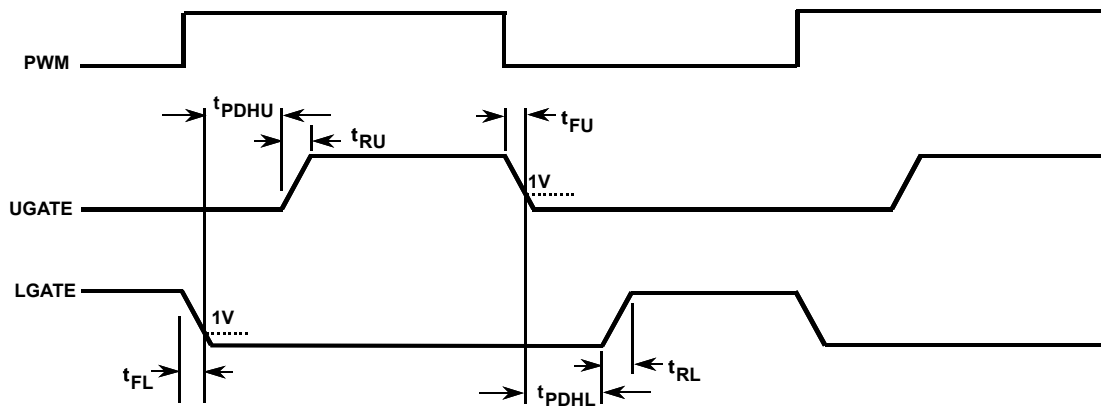 PWM
tPDHU
tRU
tFU
1V
UGATE
LGATE
1V
tFL
tRL
tPDHL